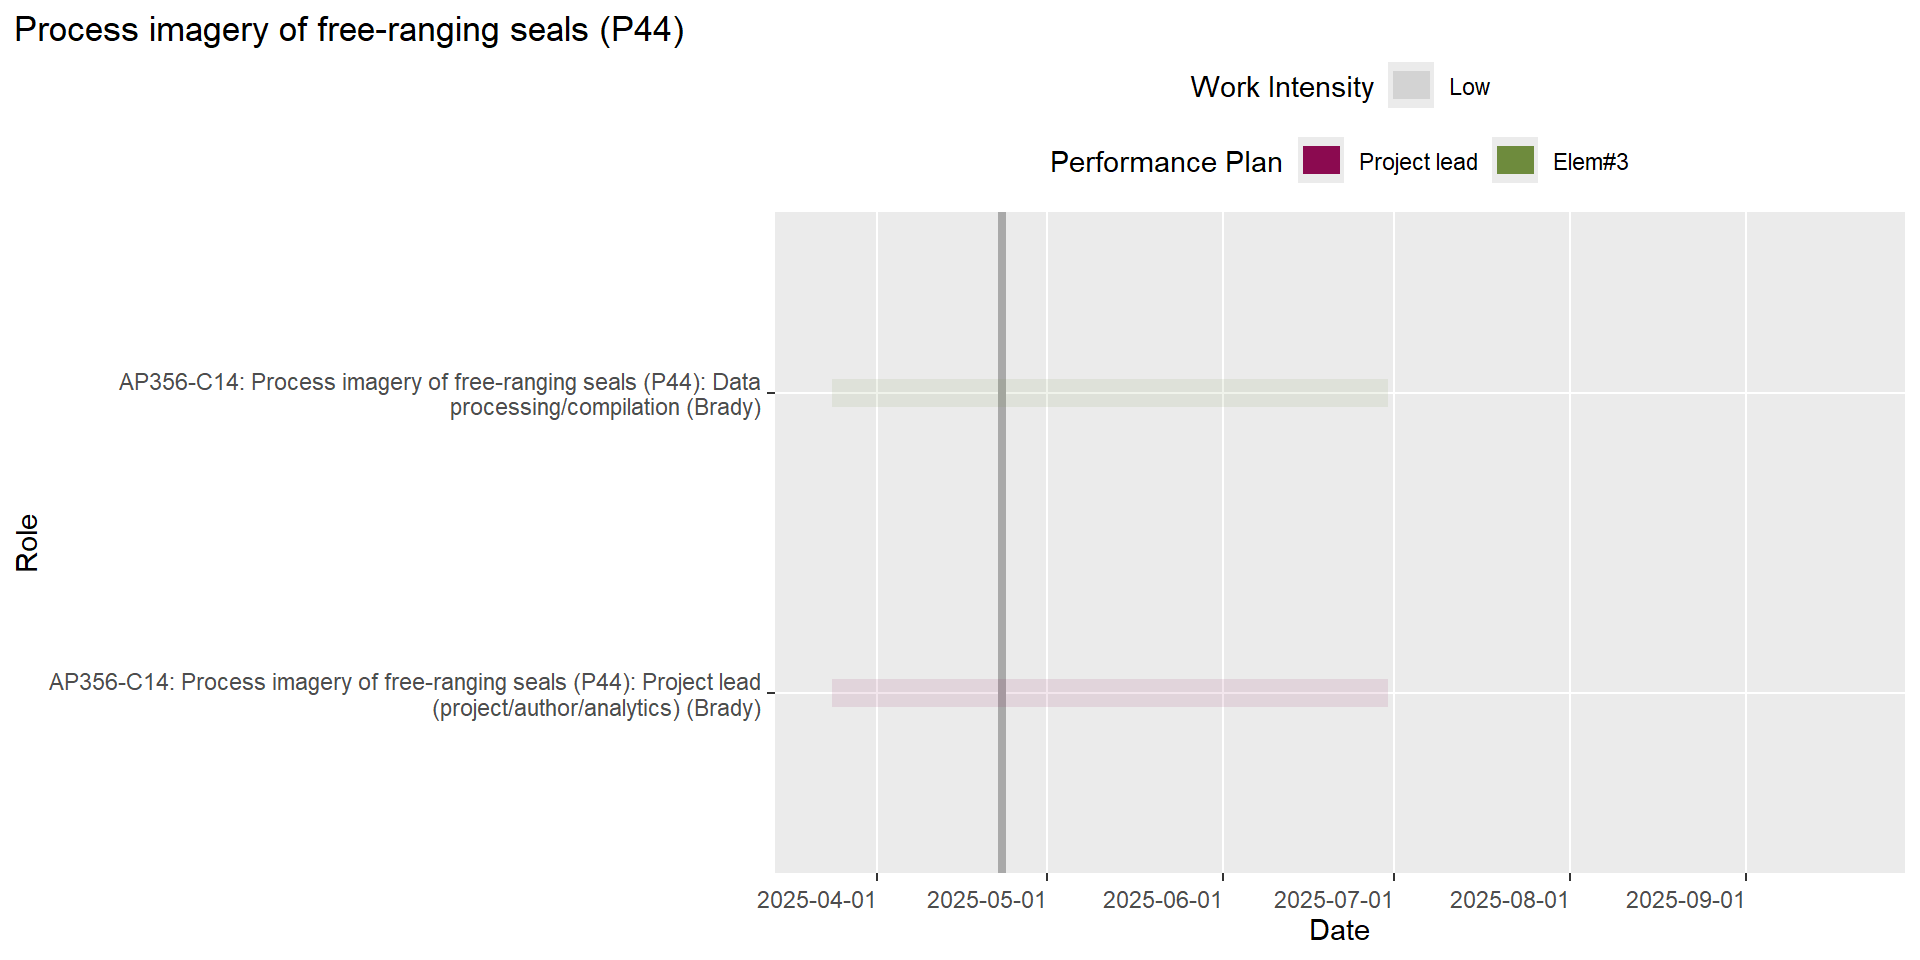 Process imagery of free-ranging seals (P44)
Work Intensity Low
Performance Plan Project lead Elem#3
AP356-C14: Process imagery of free-ranging seals (P44): Data
processing/compilation (Brady)
Role
AP356-C14: Process imagery of free-ranging seals (P44): Project lead
(project/author/analytics) (Brady)
2025-04-01 2025-05-01 2025-06-01 2025-07-01 2025-08-01 2025-09-01
Date